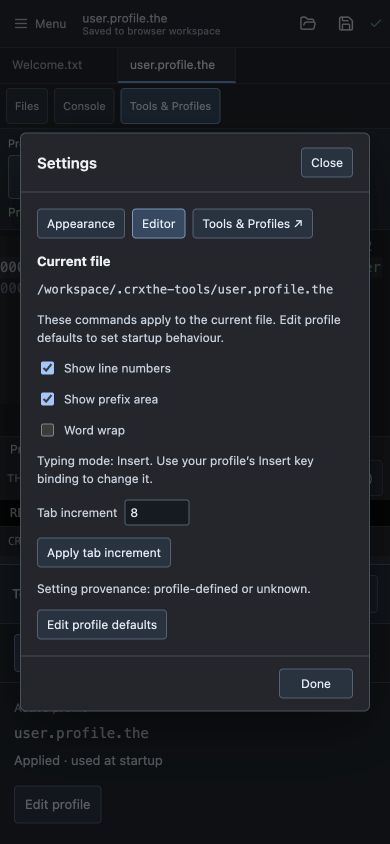 Menu
user.profile.the
Saved to browser workspace
Welcome.txt
user.profile.the
Files
Console
Tools & Profiles
Settings
Close
Appearance
Editor
Tools & Profiles ↗
Current file
/workspace/.crxthe-tools/user.profile.the
These commands apply to the current file. Edit profile
defaults to set startup behaviour.
Show line numbers
Show prefix area
Word wrap
Typing mode: Insert. Use your profile's Insert key
binding to change it.
Tab increment
8
Apply tab increment
Setting provenance: profile-defined or unknown.
Edit profile defaults
Done
user.profile.the
Applied · used at startup
Edit profile